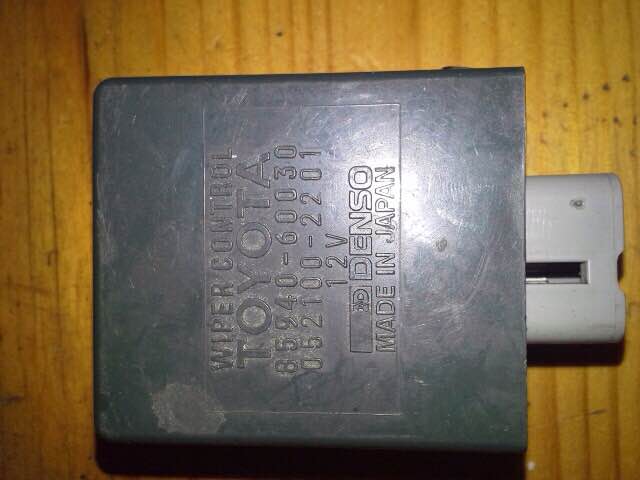 WIPER CONTROL
TOYOTA
85940-60030
052100-2201
12V
DENSO
MADE IN JAPAN